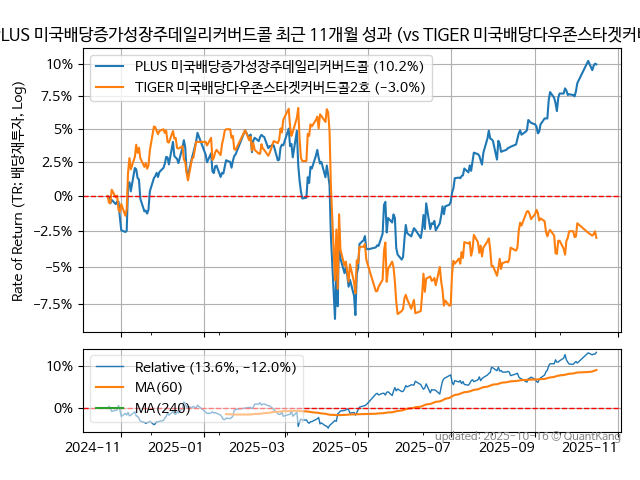 PLUS 미국배당증가성장주데일리커버드콜 최근 11개월 성과 (vs TIGER 미국배당다우존스타겟커버
PLUS 미국배당증가성장주데일리커버드콜 (10.2%)
TIGER 미국배당다우존스타겟커버드콜2호 (−3.0%)
Rate of Return (TR: 배당재투자, Log)
10%
7.5%
5%
2.5%
0%
−2.5%
−5%
−7.5%
Relative (13.6%, −12.0%)
MA(60)
MA(240)
10%
0%
2024−11
2025−01
2025−03
2025−05
2025−07
2025−09
2025−11
updated: 2025−10−16 © QuantKang